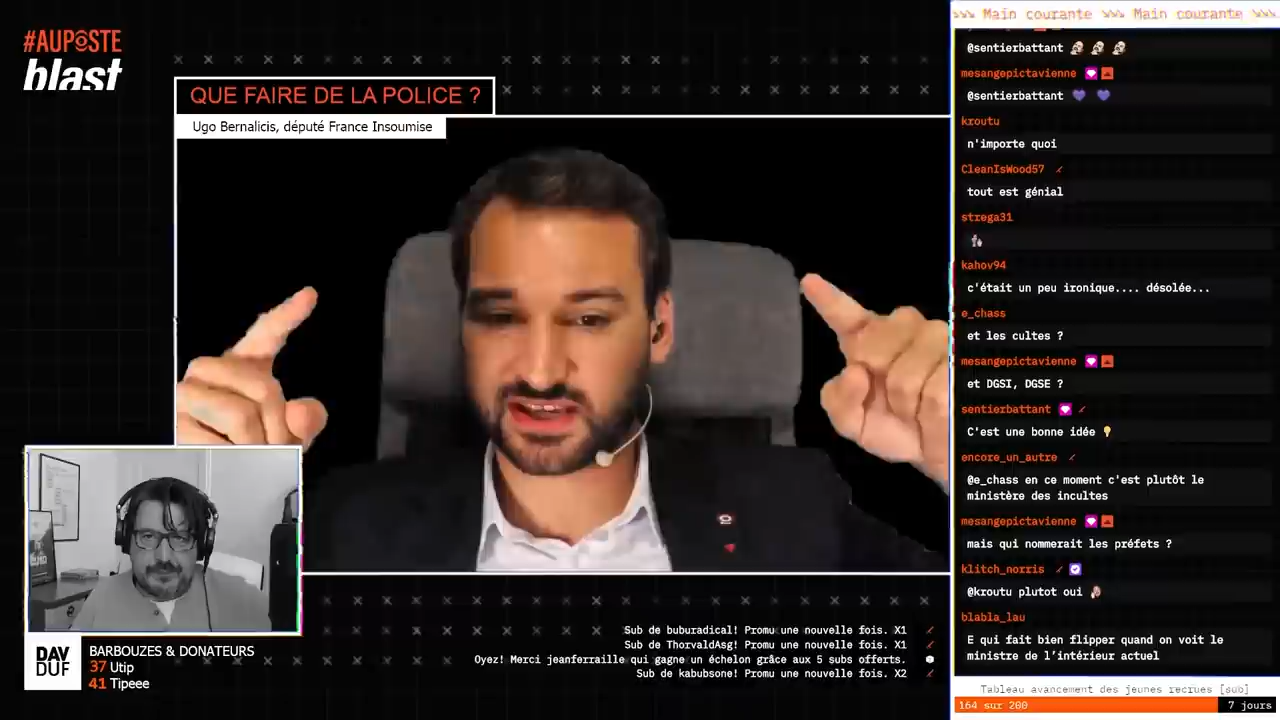 #AUPOSTE
blast
QUE FAIRE DE LA POLICE ?
Ugo Bernalicis, député France Insoumise
DAV
DUF
BARBOUZES & DONATEURS
37 Utip
41 Tipeee
Sub de buburadical! Promu une nouvelle fois. X1
Sub de ThorvaldAsg! Promu une nouvelle fois. X1
Oyez! Merci jeanferraille qui gagne un échelon grâce aux 5 subs offerts.
Sub de kabubsone! Promu une nouvelle fois. X2
Main courante Main courante
@sentierbattant
mesangepictavienne
@sentierbattant
kroutu
n'importe quoi
CleanIsWood57
tout est génial
strega31
kahov94
c'était un peu ironique.... désolée...
e_chass
et les cultes ?
mesangepictavienne
et DGSI, DGSE ?
sentierbattant
C'est une bonne idée
encore_un_autre
@e_chass en ce moment c'est plutôt le
ministère des incultes
mesangepictavienne
mais qui nommerait les préfets ?
klitch_norris
@kroutu plutot oui
blabla_lau
E qui fait bien flipper quand on voit le
ministre de l’intérieur actuel
Tableau avancement des jeunes recrues [sub]
164 sur 200
7 jours